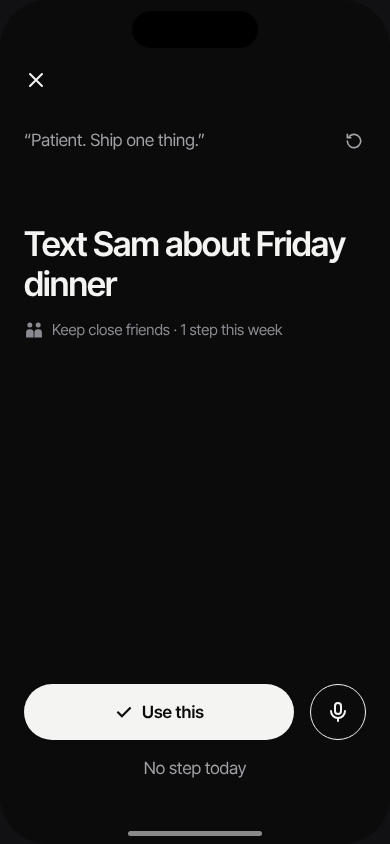 “Patient. Ship one thing.”
Text Sam about Friday
dinner
Keep close friends · 1 step this week
Use this
No step today